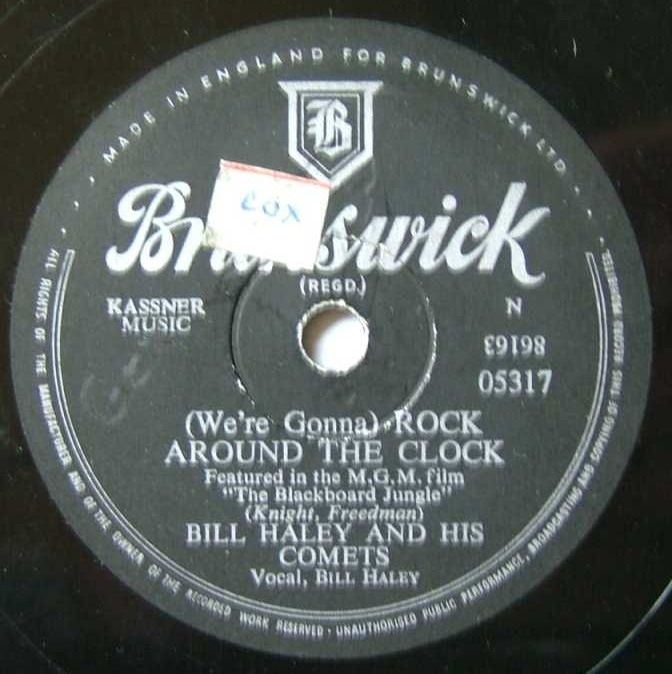 MADE IN ENGLAND FOR BRUNSWICK LTD.
B
cox
Brunswick
(REGD.)
KASSNER
MUSIC
N
86163
05317
(We're Gonna) ROCK
AROUND THE CLOCK
Featured in the M.G.M. film
"The Blackboard Jungle"
(Knight, Freedman)
BILL HALEY AND HIS
COMETS
Vocal, BILL HALEY
ALL RIGHTS OF THE MANUFACTURER AND OF THE OWNER OF THE RECORDED WORK RESERVED · UNAUTHORISED PUBLIC PERFORMANCE, BROADCASTING AND COPYING OF THIS RECORD PROHIBITED.